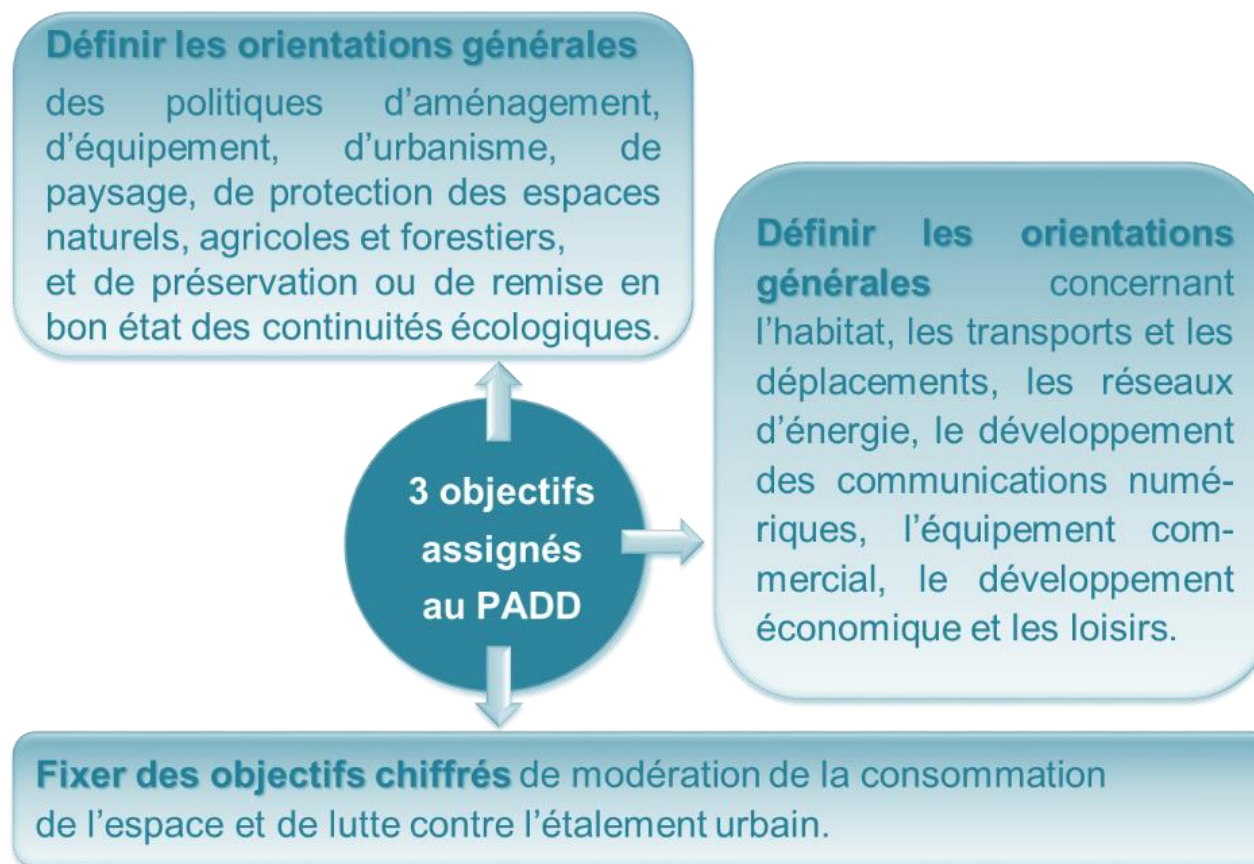 Définir les orientations générales
des politiques d’aménagement,
d’équipement, d’urbanisme, de
paysage, de protection des espaces
naturels, agricoles et forestiers,
et de préservation ou de remise en
bon état des continuités écologiques.
Définir les orientations
générales concernant
l’habitat, les transports et les
déplacements, les réseaux
d’énergie, le développement
des communications numé-
riques, l’équipement com-
mercial, le développement
économique et les loisirs.
3 objectifs
assignés
au PADD
Fixer des objectifs chiffrés de modération de la consommation
de l’espace et de lutte contre l’étalement urbain.